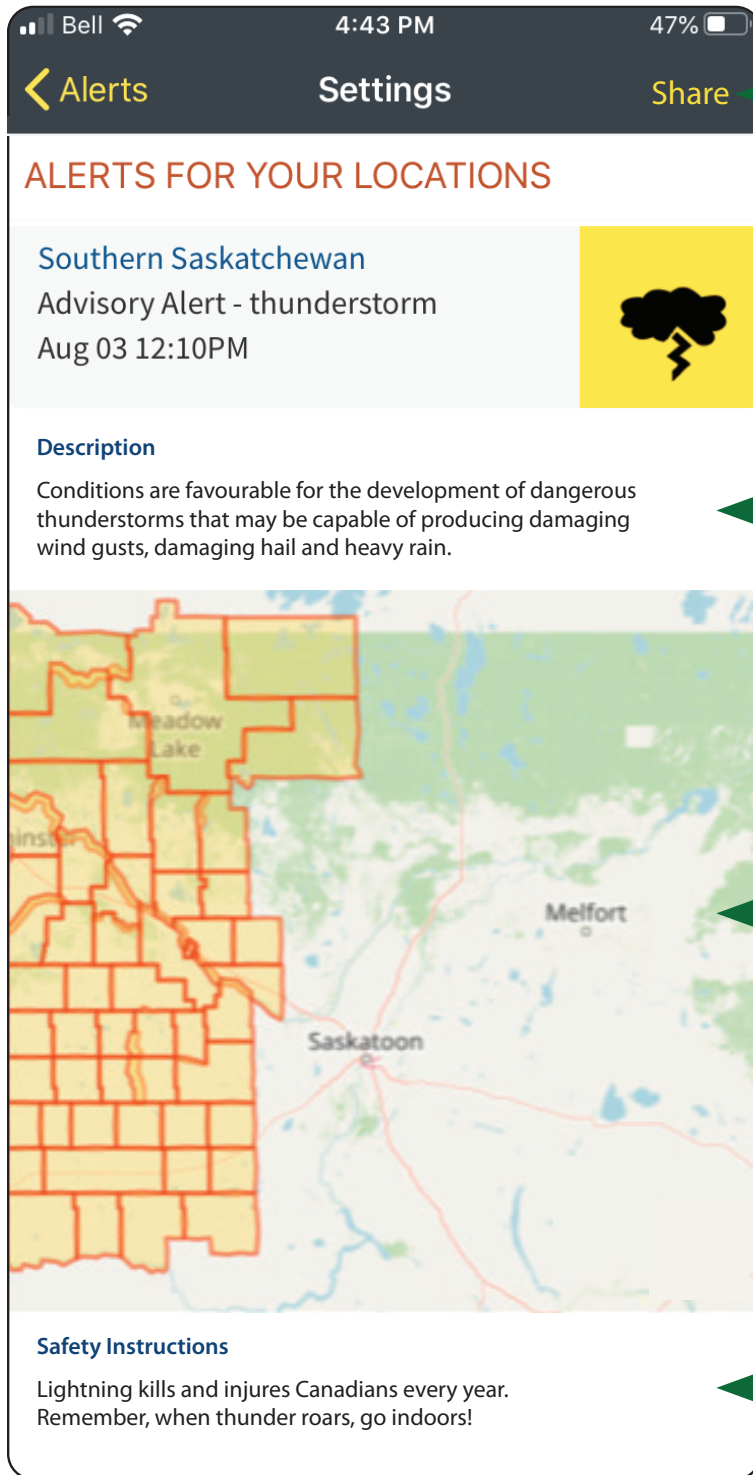 Bell 4:43 PM 47%
Alerts Settings Share
ALERTS FOR YOUR LOCATIONS
Southern Saskatchewan
Advisory Alert - thunderstorm
Aug 03 12:10PM
Description
Conditions are favourable for the development of dangerous
thunderstorms that may be capable of producing damaging
wind gusts, damaging hail and heavy rain.
Meadow
Lake
minster
Melfort
Saskatoon
Safety Instructions
Lightning kills and injures Canadians every year.
Remember, when thunder roars, go indoors!